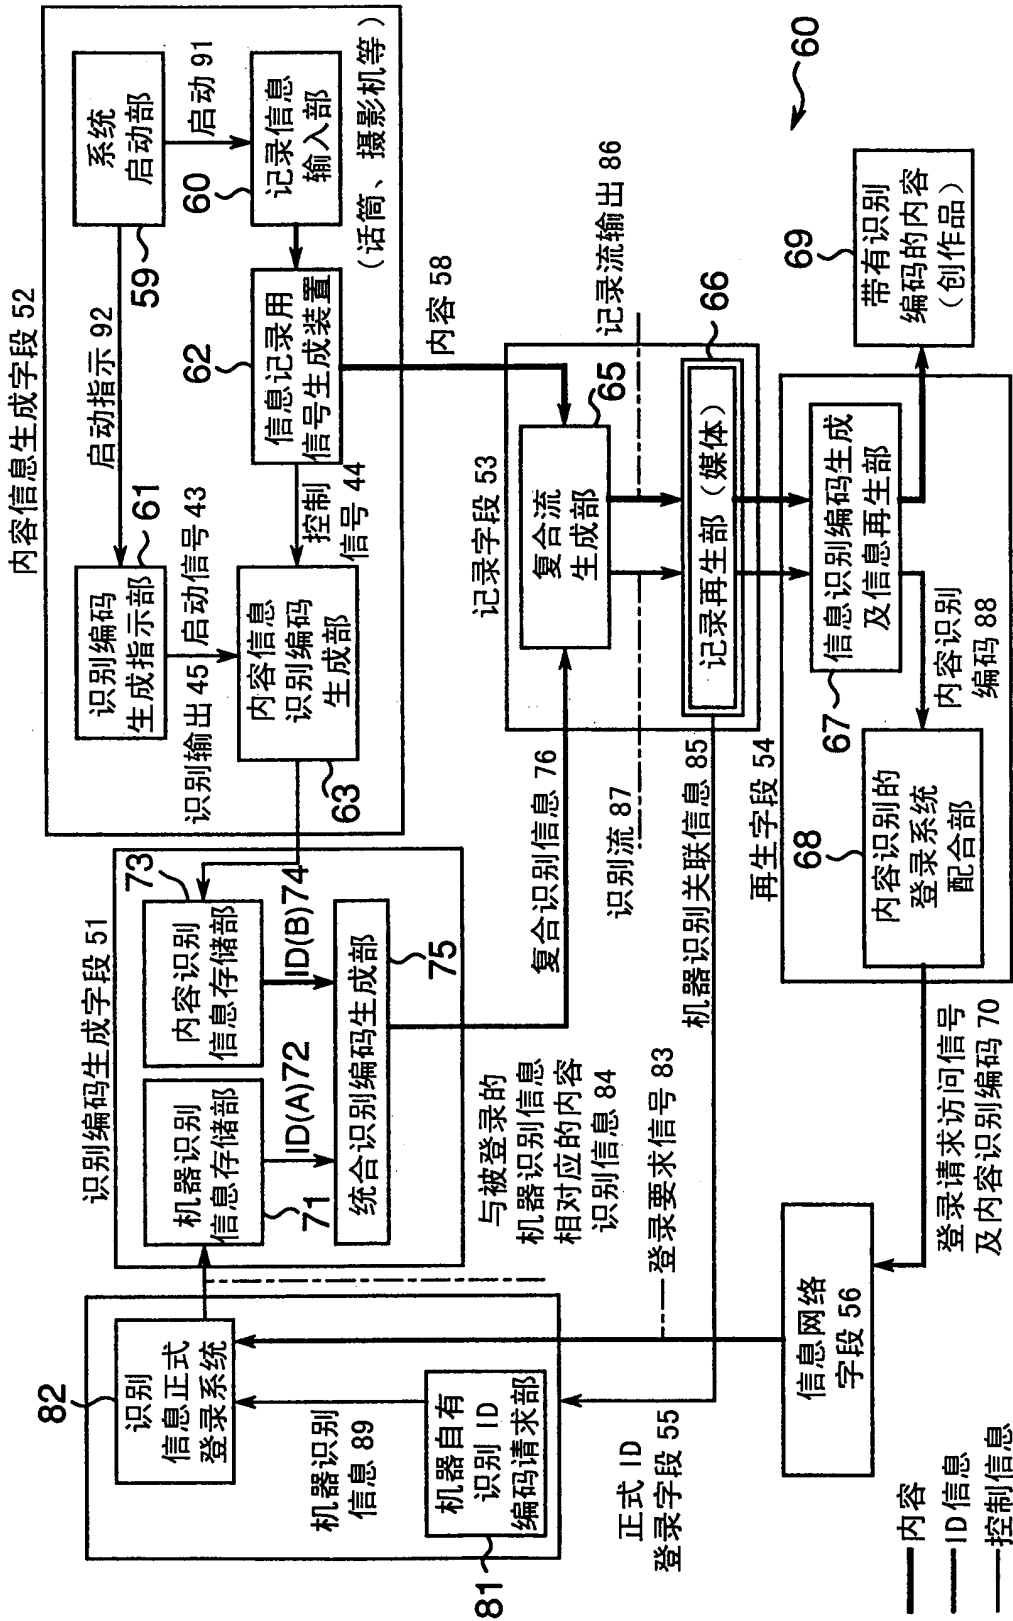 60
内容信息生成字段 52
系统
启动部
59
启动 91
启动指示 92
记录信息
输入部
60
(话筒、摄影机等)
识别编码
生成指示部
61
信息记录用
信号生成装置
62
识别输出 45
启动信号 43
控制
信号 44
内容信息
识别编码
生成部
63
内容 58
识别编码生成字段 51
机器识别
信息存储部
71
内容识别
信息存储部
73
ID(A)72
ID(B)74
统合识别编码生成部
75
复合识别信息 76
记录字段 53
复合流
生成部
65
记录流输出 86
识别流 87
记录再生部(媒体)
66
机器识别关联信息 85
再生字段 54
信息识别编码生成
及信息再生部
67
带有识别
编码的内容
(创作品)
69
内容识别
编码 88
内容识别的
登录系统
配合部
68
登录请求访问信号
及内容识别编码 70
信息网络
字段 56
登录要求信号 83
与被登录的
机器识别信息
相对应的内容
识别信息 84
识别
信息正式
登录系统
82
机器识别
信息 89
机器自有
识别 ID
编码请求部
81
正式 ID
登录字段 55
内容
ID 信息
控制信息